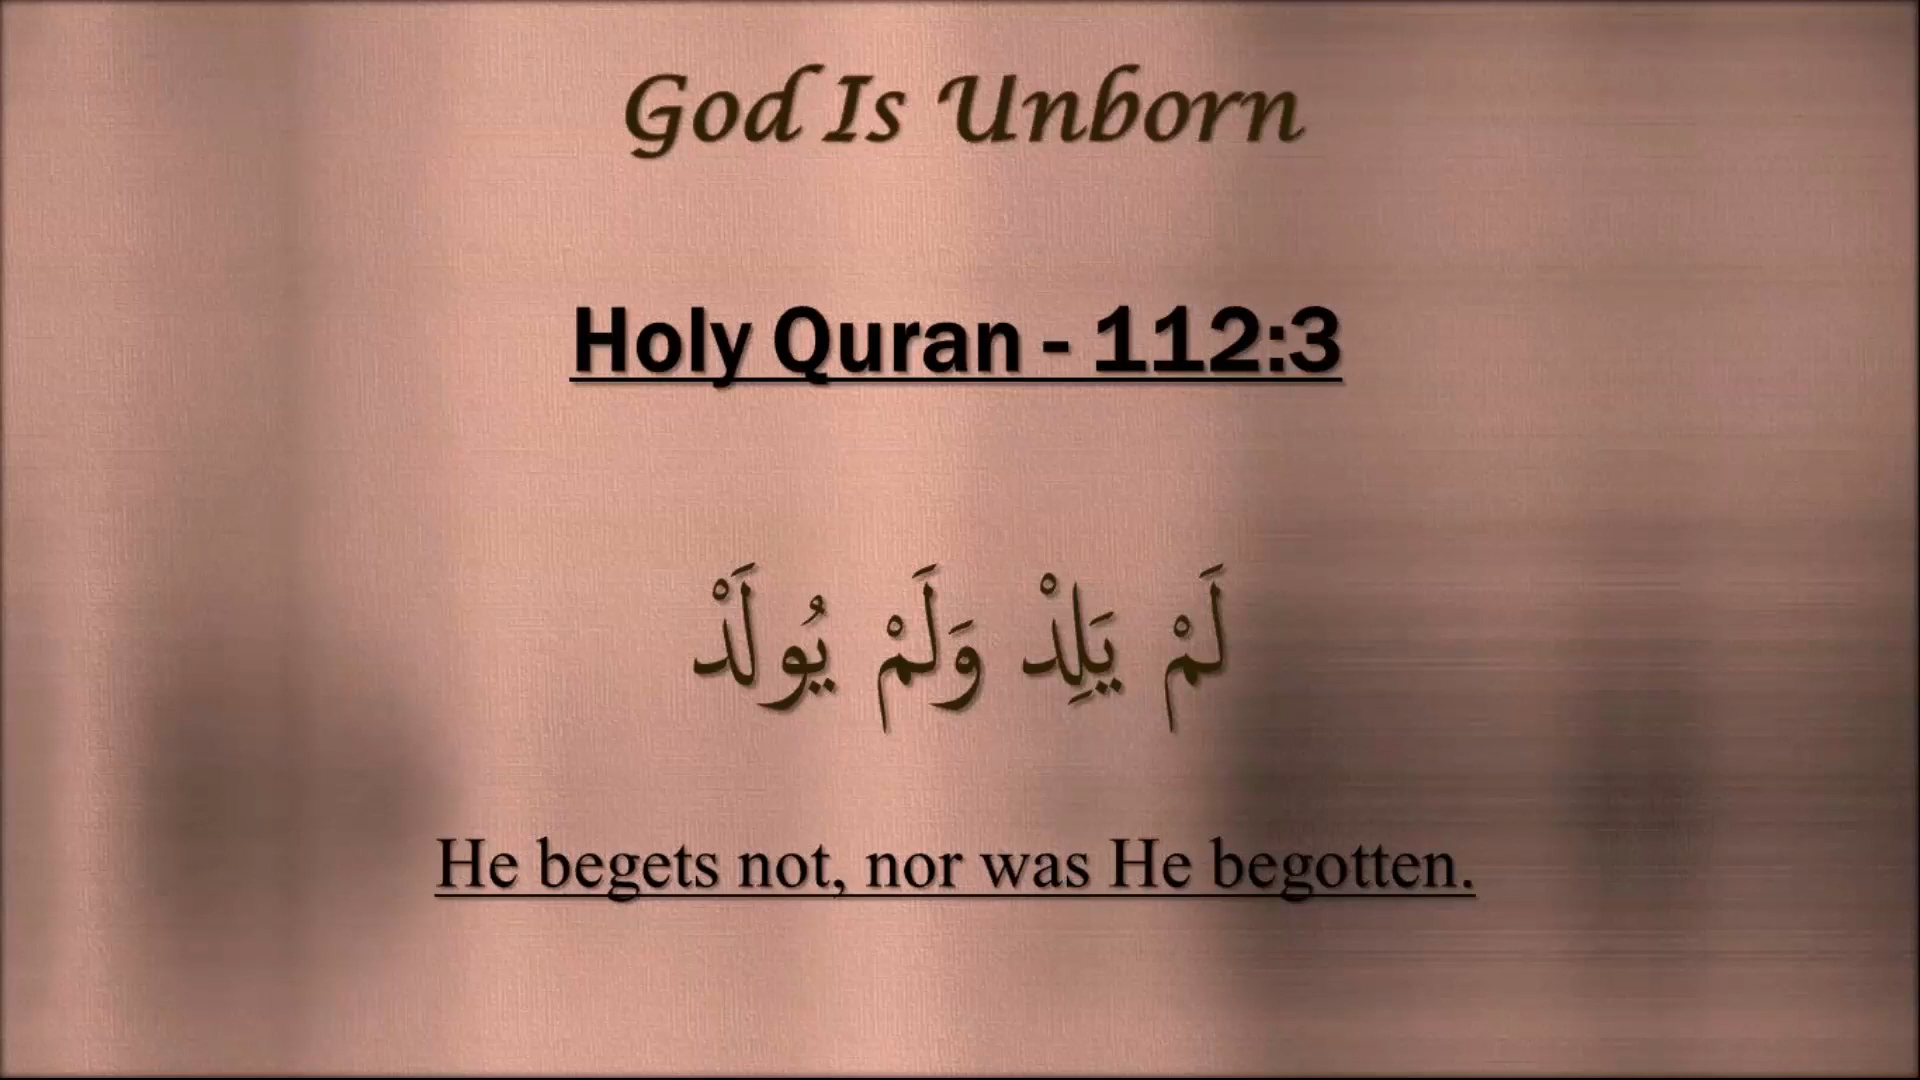 God Is Unborn
Holy Quran - 112:3
لَمْ يَلِدْ وَلَمْ يُولَدْ
He begets not, nor was He begotten.